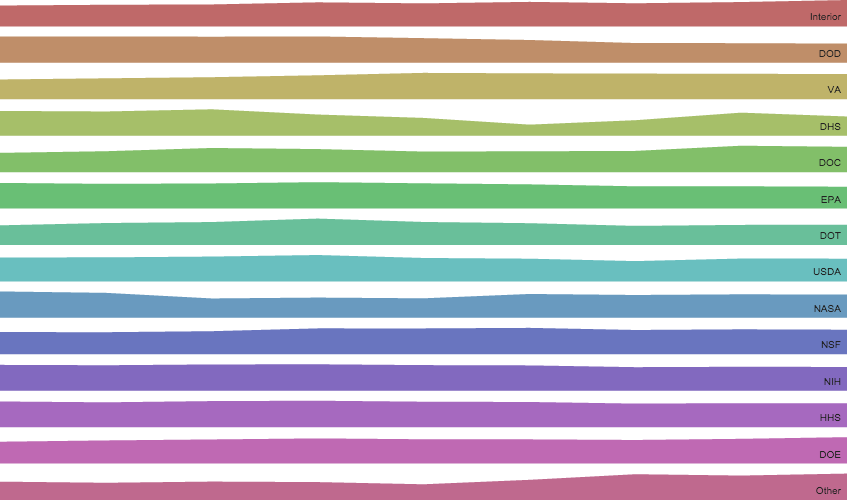 Interior
DOD
VA
DHS
DOC
EPA
DOT
USDA
NASA
NSF
NIH
HHS
DOE
Other